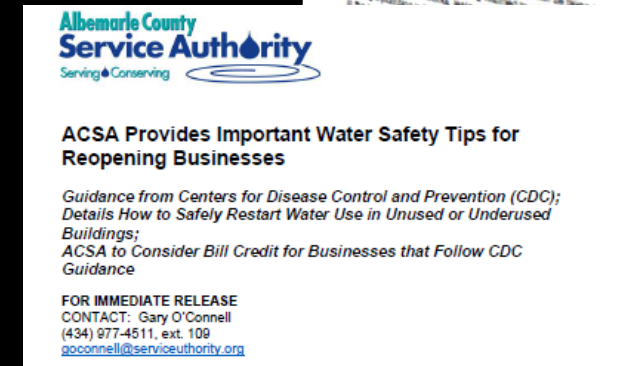 Albemarle County
Service Authority
Serving Conserving
ACSA Provides Important Water Safety Tips for
Reopening Businesses
Guidance from Centers for Disease Control and Prevention (CDC);
Details How to Safely Restart Water Use in Unused or Underused
Buildings;
ACSA to Consider Bill Credit for Businesses that Follow CDC
Guidance
FOR IMMEDIATE RELEASE
CONTACT: Gary O'Connell
(434) 977-4511, ext. 109
goconnell@serviceuthority.org